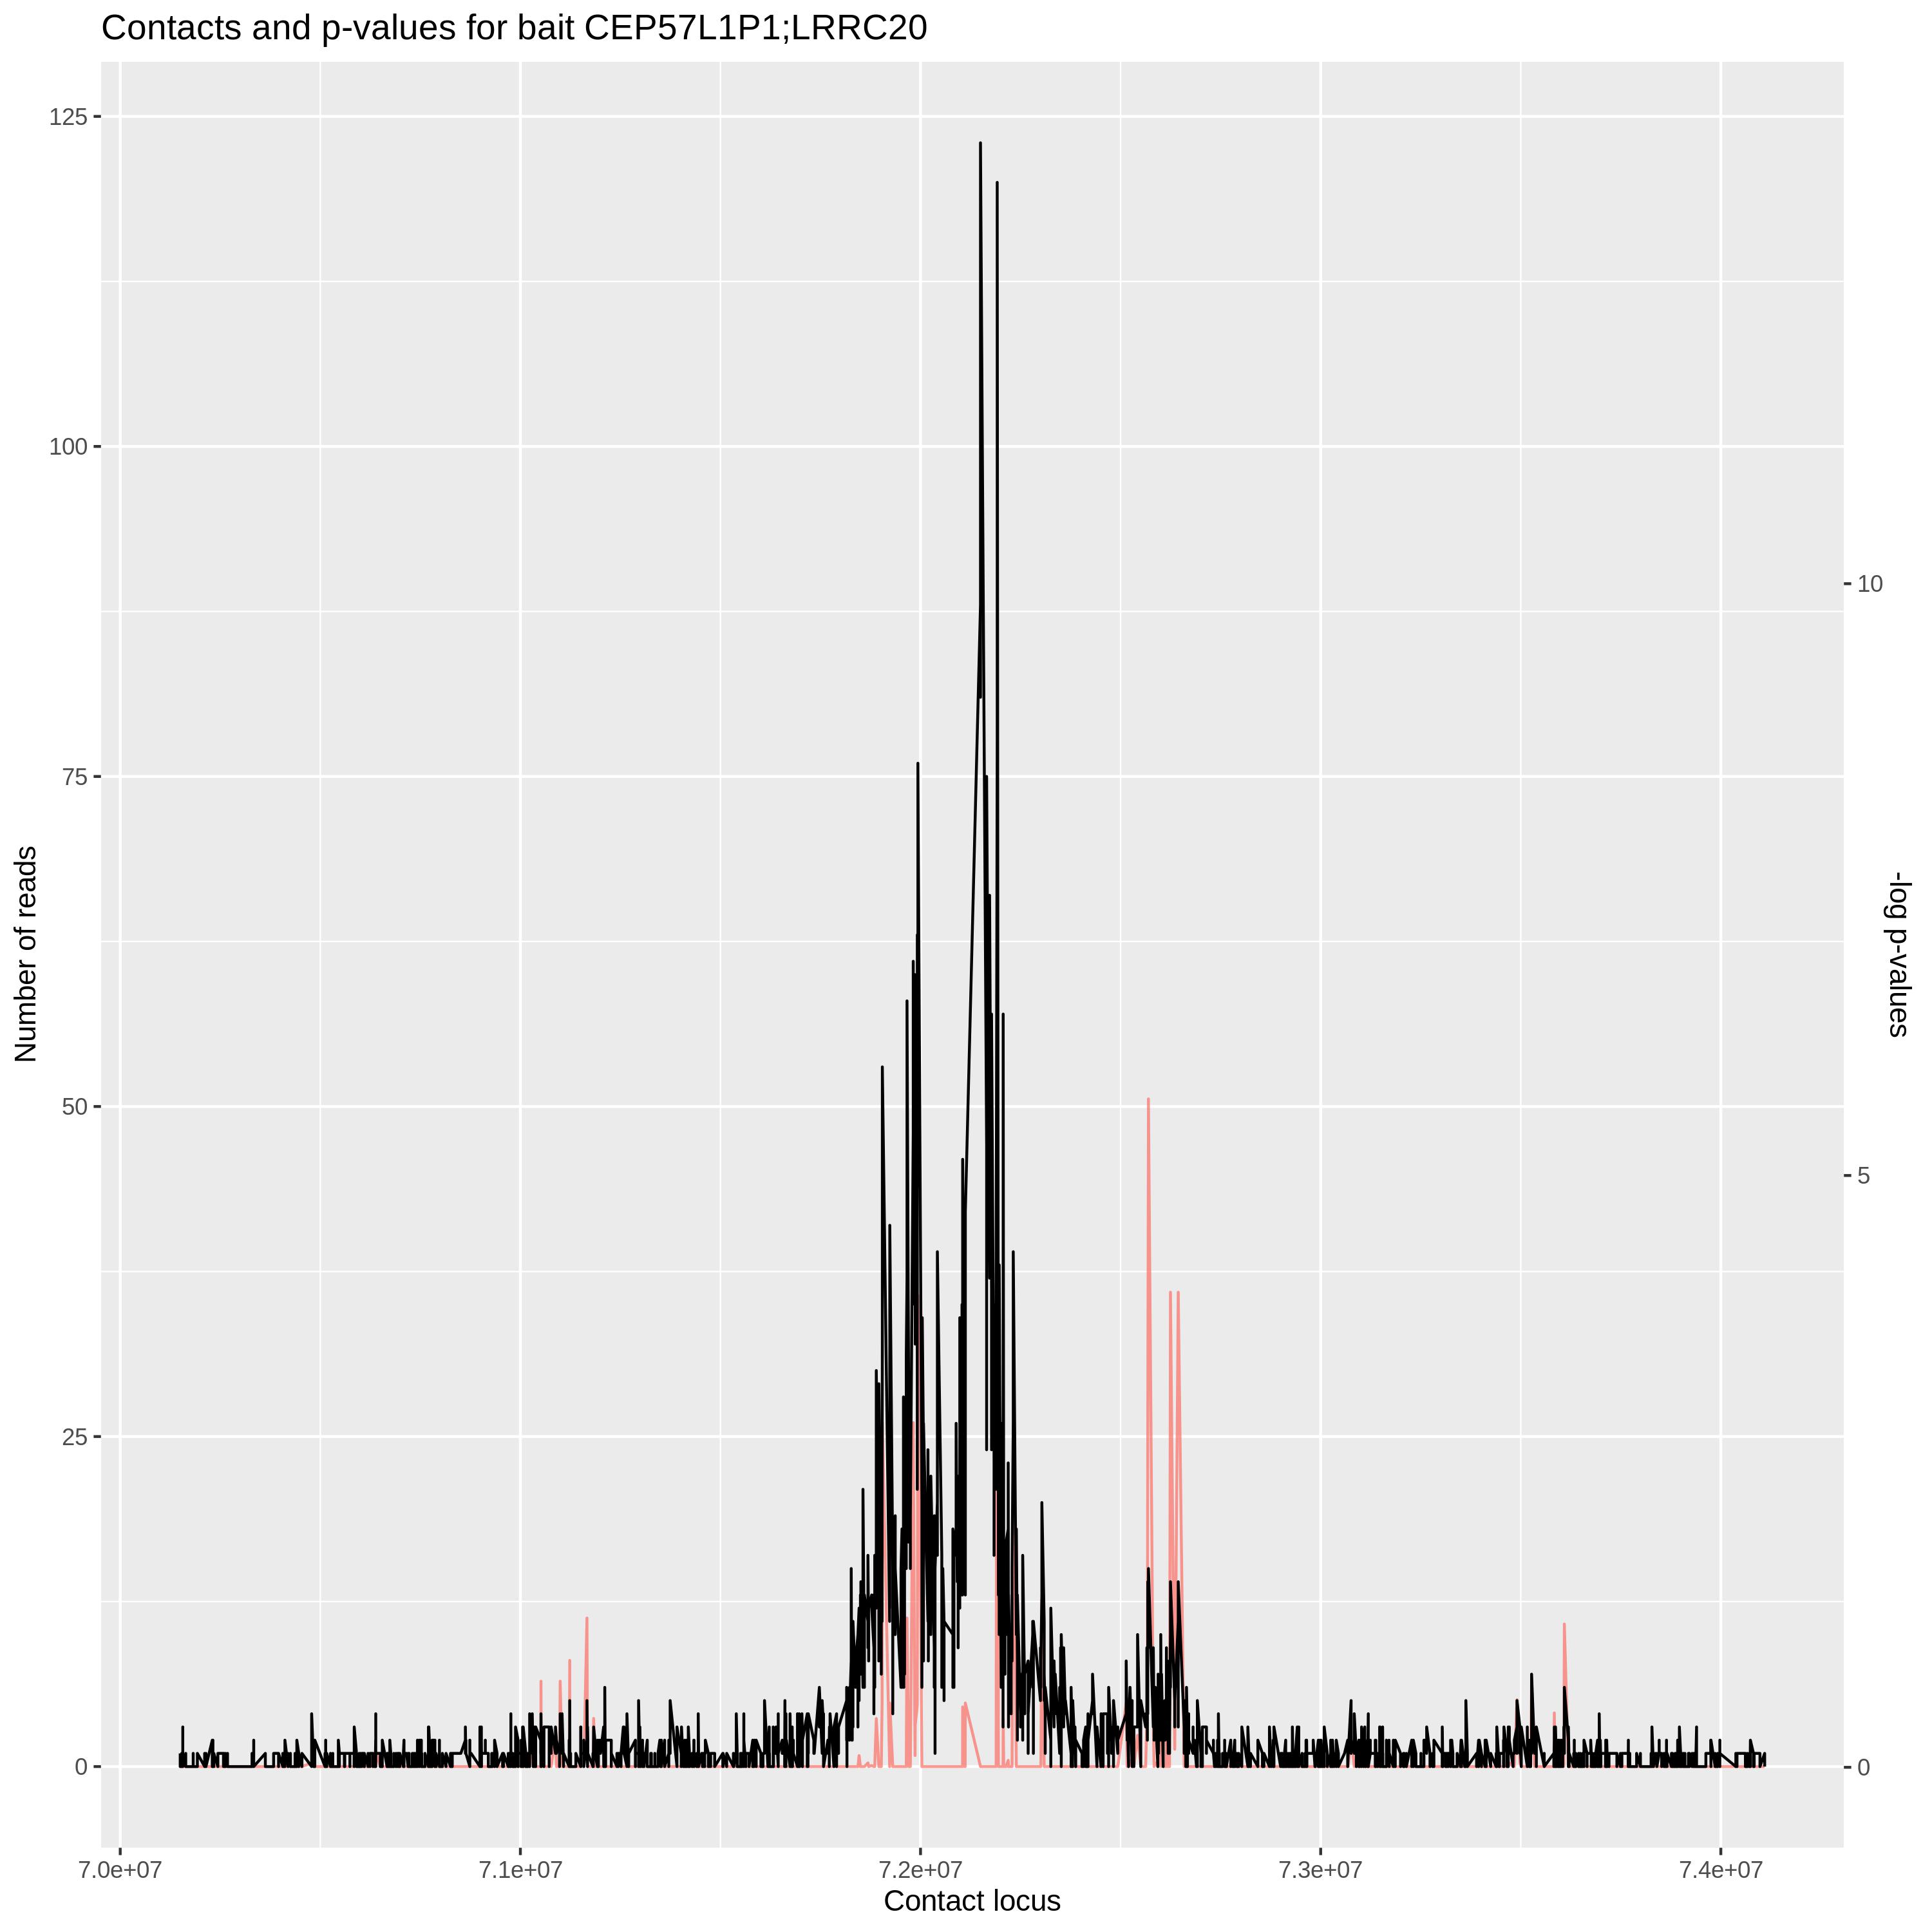 Contacts and p-values for bait CEP57L1P1;LRRC20
125
100
75
50
25
0
Number of reads
10
5
0
-log p-values
7.0e+07
7.1e+07
7.2e+07
7.3e+07
7.4e+07
Contact locus